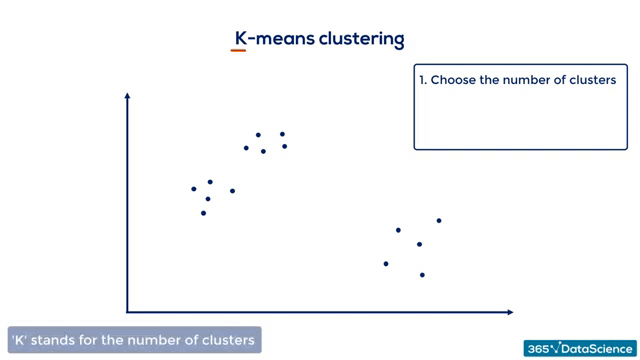 K-means clustering
1. Choose the number of clusters
'K' stands for the number of clusters
365 DataScience